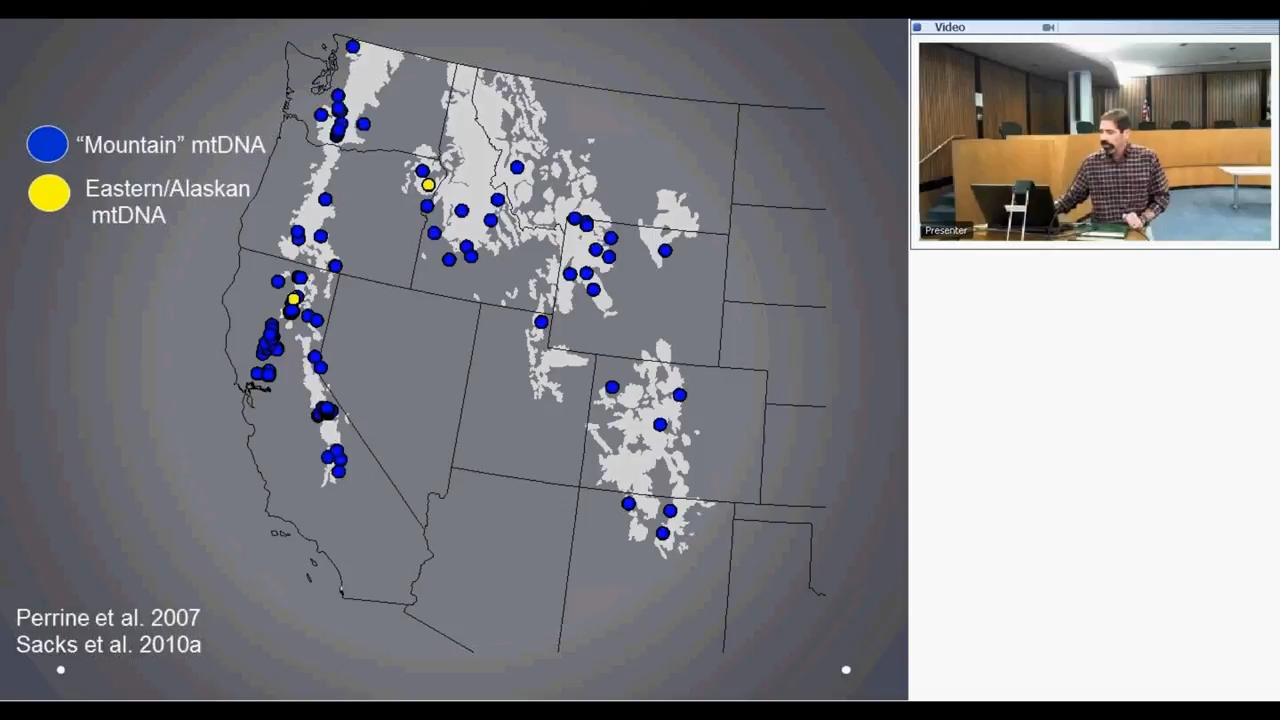 Video
"Mountain" mtDNA
Eastern/Alaskan
mtDNA
Presenter
Perrine et al. 2007
Sacks et al. 2010a